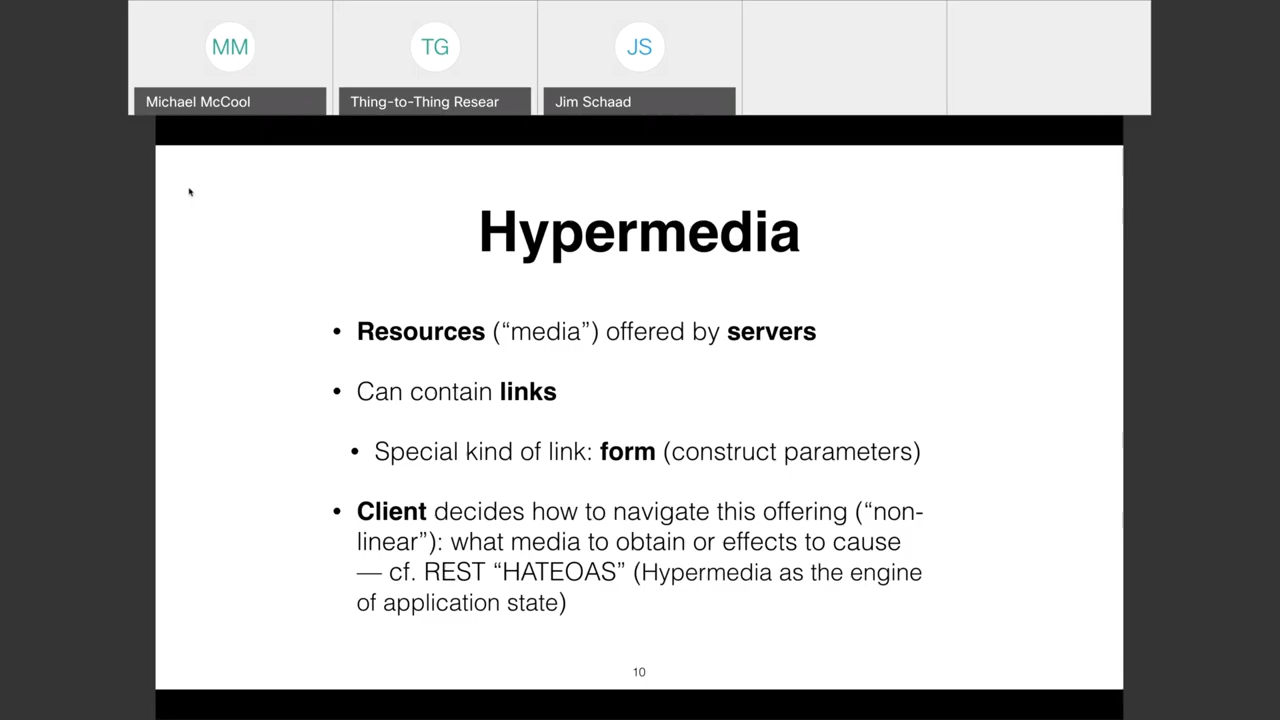 MM
TG
JS
Michael McCool
Thing-to-Thing Resear
Jim Schaad
Hypermedia
• Resources (“media”) offered by servers
• Can contain links
• Special kind of link: form (construct parameters)
• Client decides how to navigate this offering (“non-
linear”): what media to obtain or effects to cause
— cf. REST “HATEOAS” (Hypermedia as the engine
of application state)
10